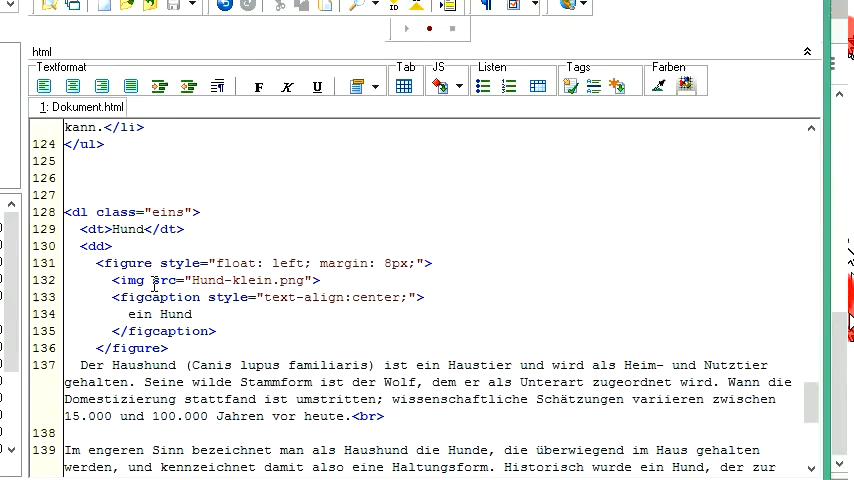 html
Textformat Tab JS Listen Tags Farben
F K U
1: Dokument.html
kann.</li>
124 </ul>
125
126
127
128 <dl class="eins">
129 <dt>Hund</dt>
130 <dd>
131 <figure style="float: left; margin: 8px;">
132 <img src="Hund-klein.png">
133 <figcaption style="text-align:center;">
134 ein Hund
135 </figcaption>
136 </figure>
137 Der Haushund (Canis lupus familiaris) ist ein Haustier und wird als Heim- und Nutztier
gehalten. Seine wilde Stammform ist der Wolf, dem er als Unterart zugeordnet wird. Wann die
Domestizierung stattfand ist umstritten; wissenschaftliche Schätzungen variieren zwischen
15.000 und 100.000 Jahren vor heute.<br>
138
139 Im engeren Sinn bezeichnet man als Haushund die Hunde, die überwiegend im Haus gehalten
werden, und kennzeichnet damit also eine Haltungsform. Historisch wurde ein Hund, der zur